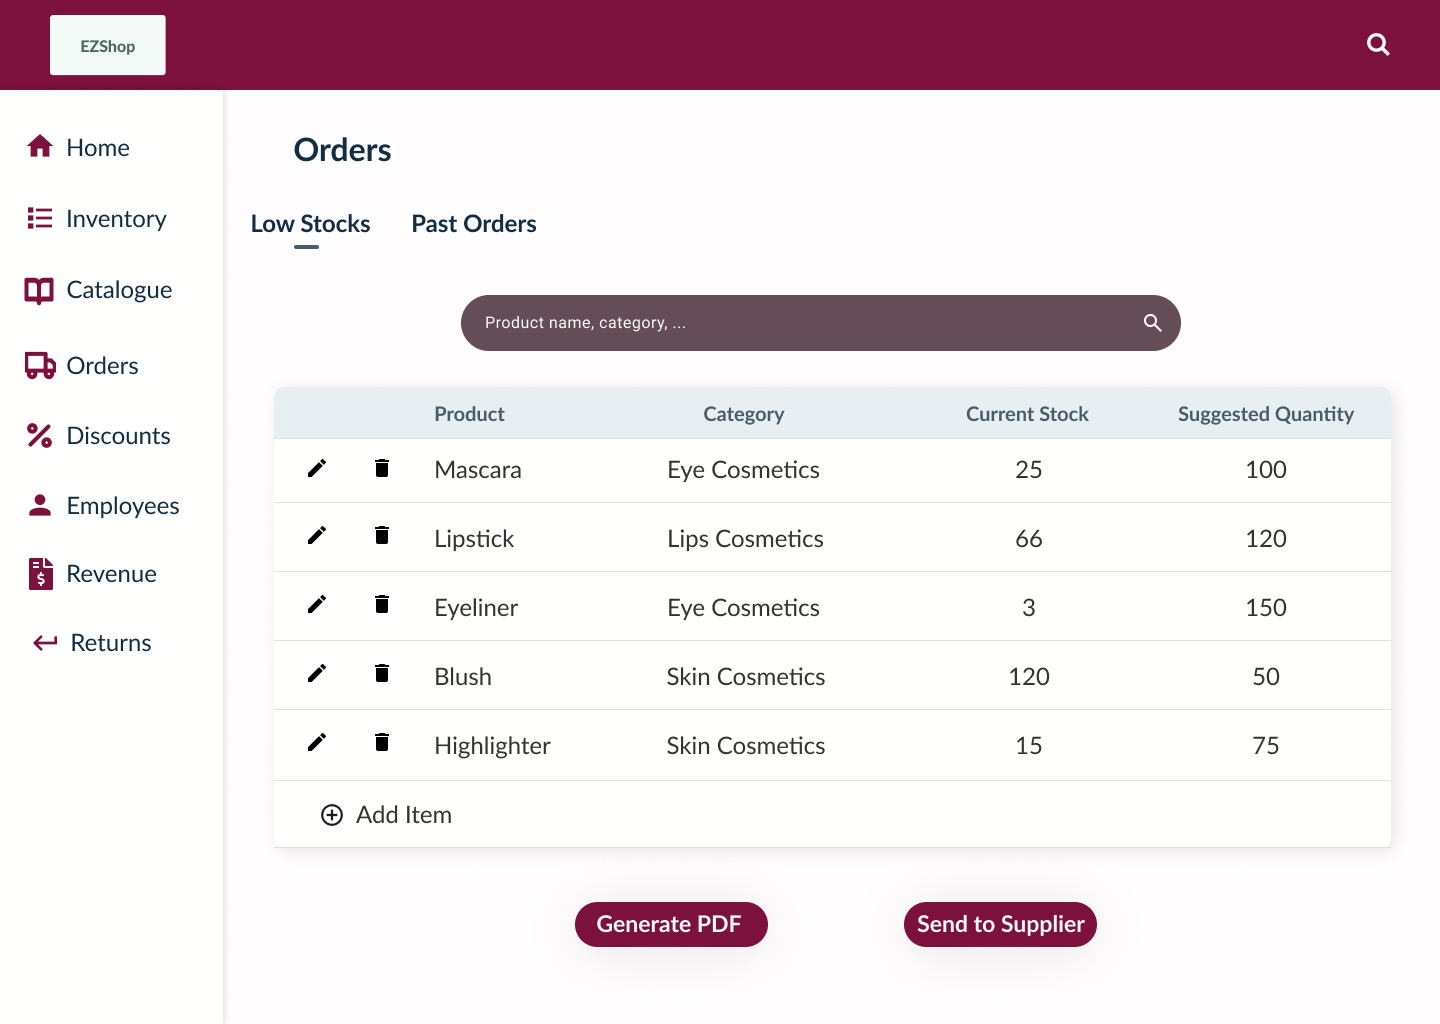 EZShop
Home
Inventory
Catalogue
Orders
Discounts
Employees
Revenue
Returns
Orders
Low Stocks Past Orders
Product name, category, ...
Product Category Current Stock Suggested Quantity
Mascara Eye Cosmetics 25 100
Lipstick Lips Cosmetics 66 120
Eyeliner Eye Cosmetics 3 150
Blush Skin Cosmetics 120 50
Highlighter Skin Cosmetics 15 75
Add Item
Generate PDF Send to Supplier